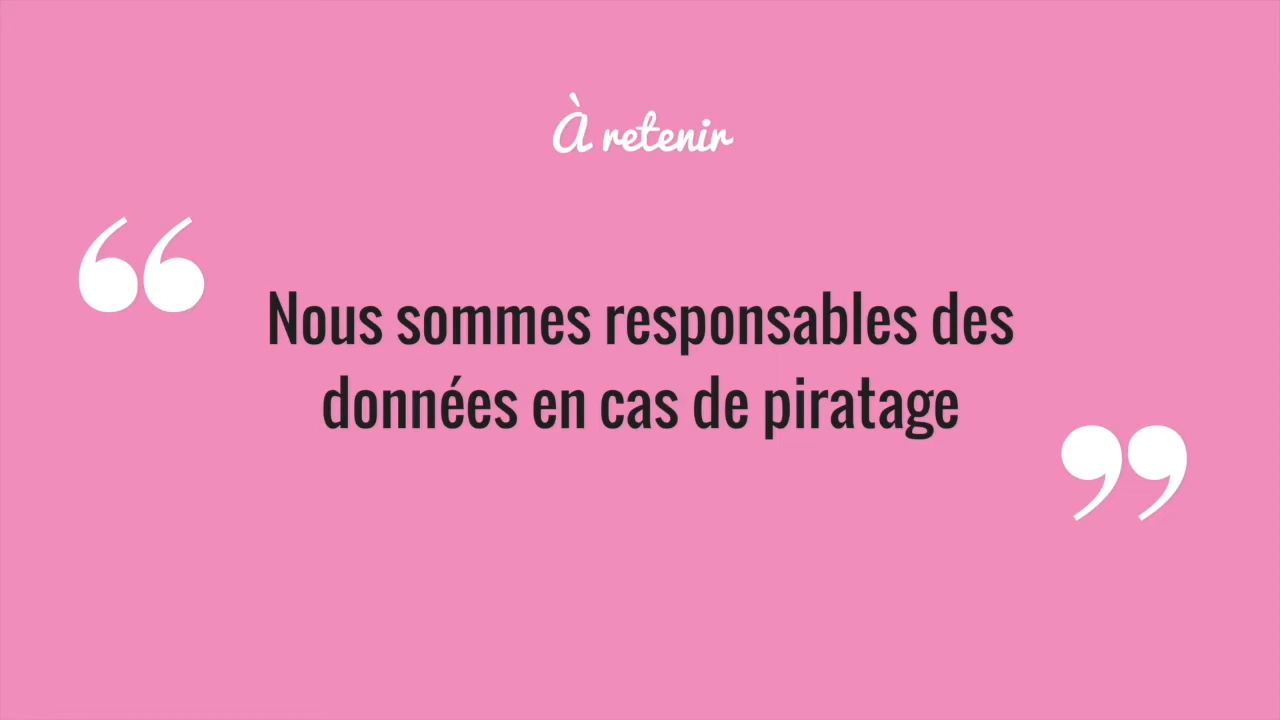 À retenir
“
Nous sommes responsables des
données en cas de piratage
”